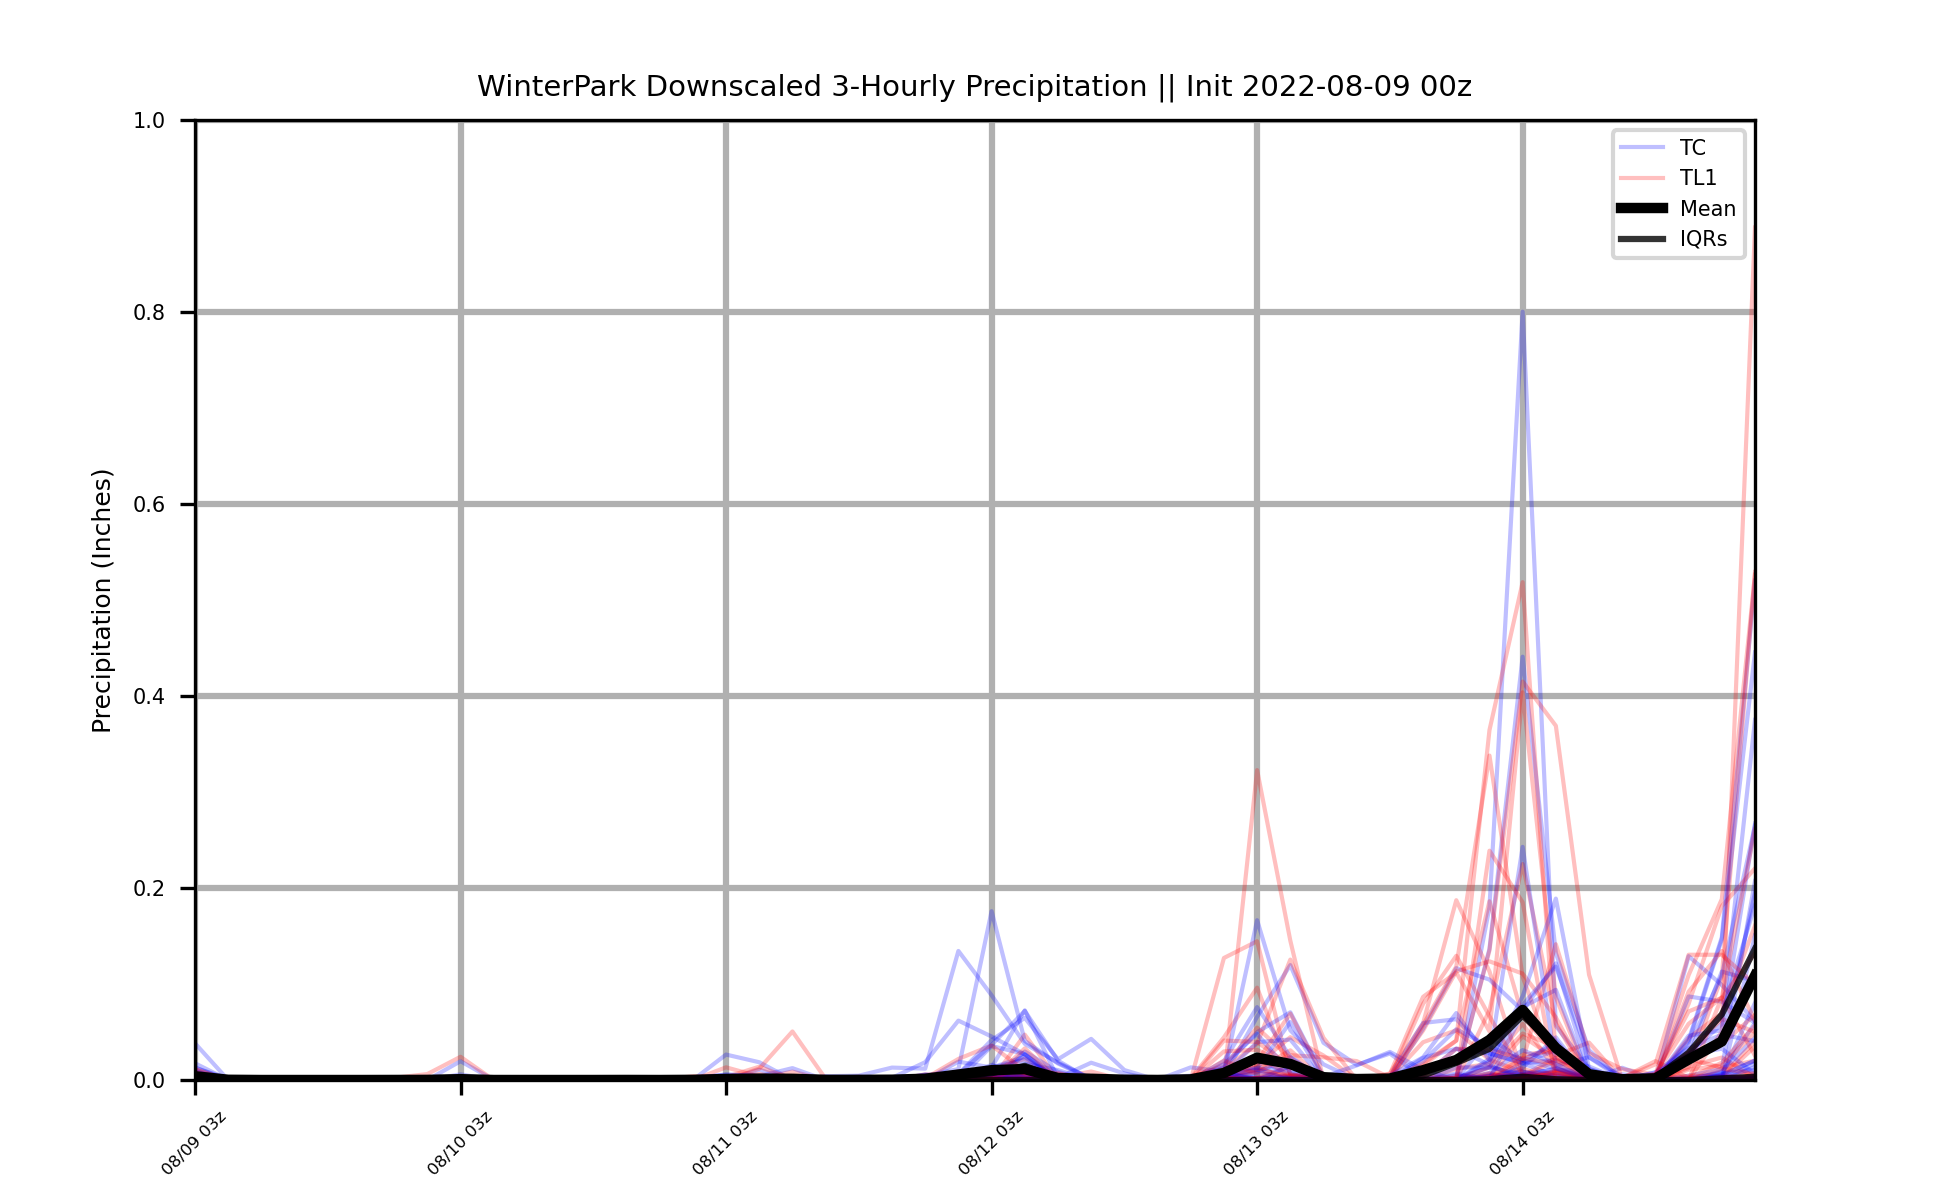 WinterPark Downscaled 3-Hourly Precipitation || Init 2022-08-09 00z
TC
TL1
Mean
IQRs
Precipitation (Inches)
1.0
0.8
0.6
0.4
0.2
0.0
08/09 03z
08/10 03z
08/11 03z
08/12 03z
08/13 03z
08/14 03z